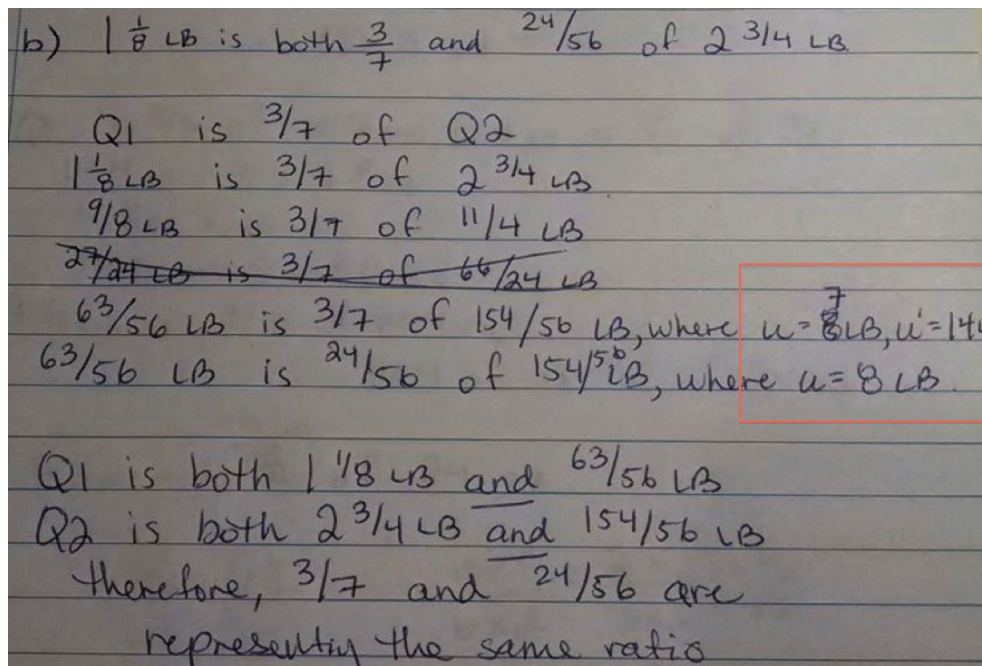 b) 1 1/8 LB is both 3/7 and 24/56 of 2 3/4 LB.
Q1 is 3/7 of Q2
1 1/8 LB is 3/7 of 2 3/4 LB
9/8 LB is 3/7 of 11/4 LB
27/24 LB is 3/7 of 66/24 LB
63/56 LB is 3/7 of 154/56 LB, where u = 7 LB, u' = 14
63/56 LB is 24/56 of 154/56 LB, where u = 8 LB.
Q1 is both 1 1/8 LB and 63/56 LB
Q2 is both 2 3/4 LB and 154/56 LB
therefore, 3/7 and 24/56 are
representiy the same ratio